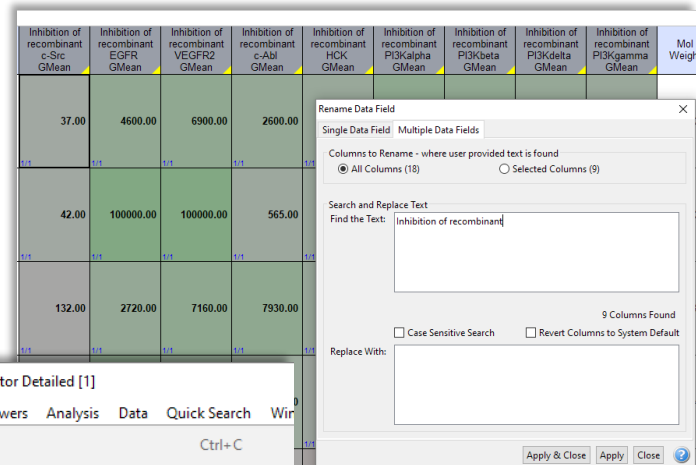 Inhibition of recombinant c-Src GMean
Inhibition of recombinant EGFR GMean
Inhibition of recombinant VEGFR2 GMean
Inhibition of recombinant c-Abl GMean
Inhibition of recombinant HCK GMean
Inhibition of recombinant PI3Kalpha GMean
Inhibition of recombinant PI3Kbeta GMean
Inhibition of recombinant PI3Kdelta GMean
Inhibition of recombinant PI3Kgamma GMean
Mol Weigh
37.00 4600.00 6900.00 2600.00
1/1 1/1 1/1 1/1 1/1
42.00 100000.00 100000.00 565.00
1/1 1/1 1/1 1/1 1/1
132.00 2720.00 7160.00 7930.00
1/1 1/1 1/1 1/1 1/1
Rename Data Field
Single Data Field Multiple Data Fields
Columns to Rename - where user provided text is found
All Columns (18) Selected Columns (9)
Search and Replace Text
Find the Text: Inhibition of recombinant
9 Columns Found
Case Sensitive Search Revert Columns to System Default
Replace With:
Apply & Close Apply Close ?
tor Detailed [1]
wers Analysis Data Quick Search Win
Ctrl+C
1/1